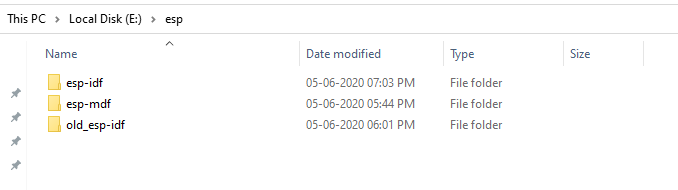 This PC > Local Disk (E:) > esp
Name Date modified Type Size
esp-idf 05-06-2020 07:03 PM File folder
esp-mdf 05-06-2020 05:44 PM File folder
old_esp-idf 05-06-2020 06:01 PM File folder